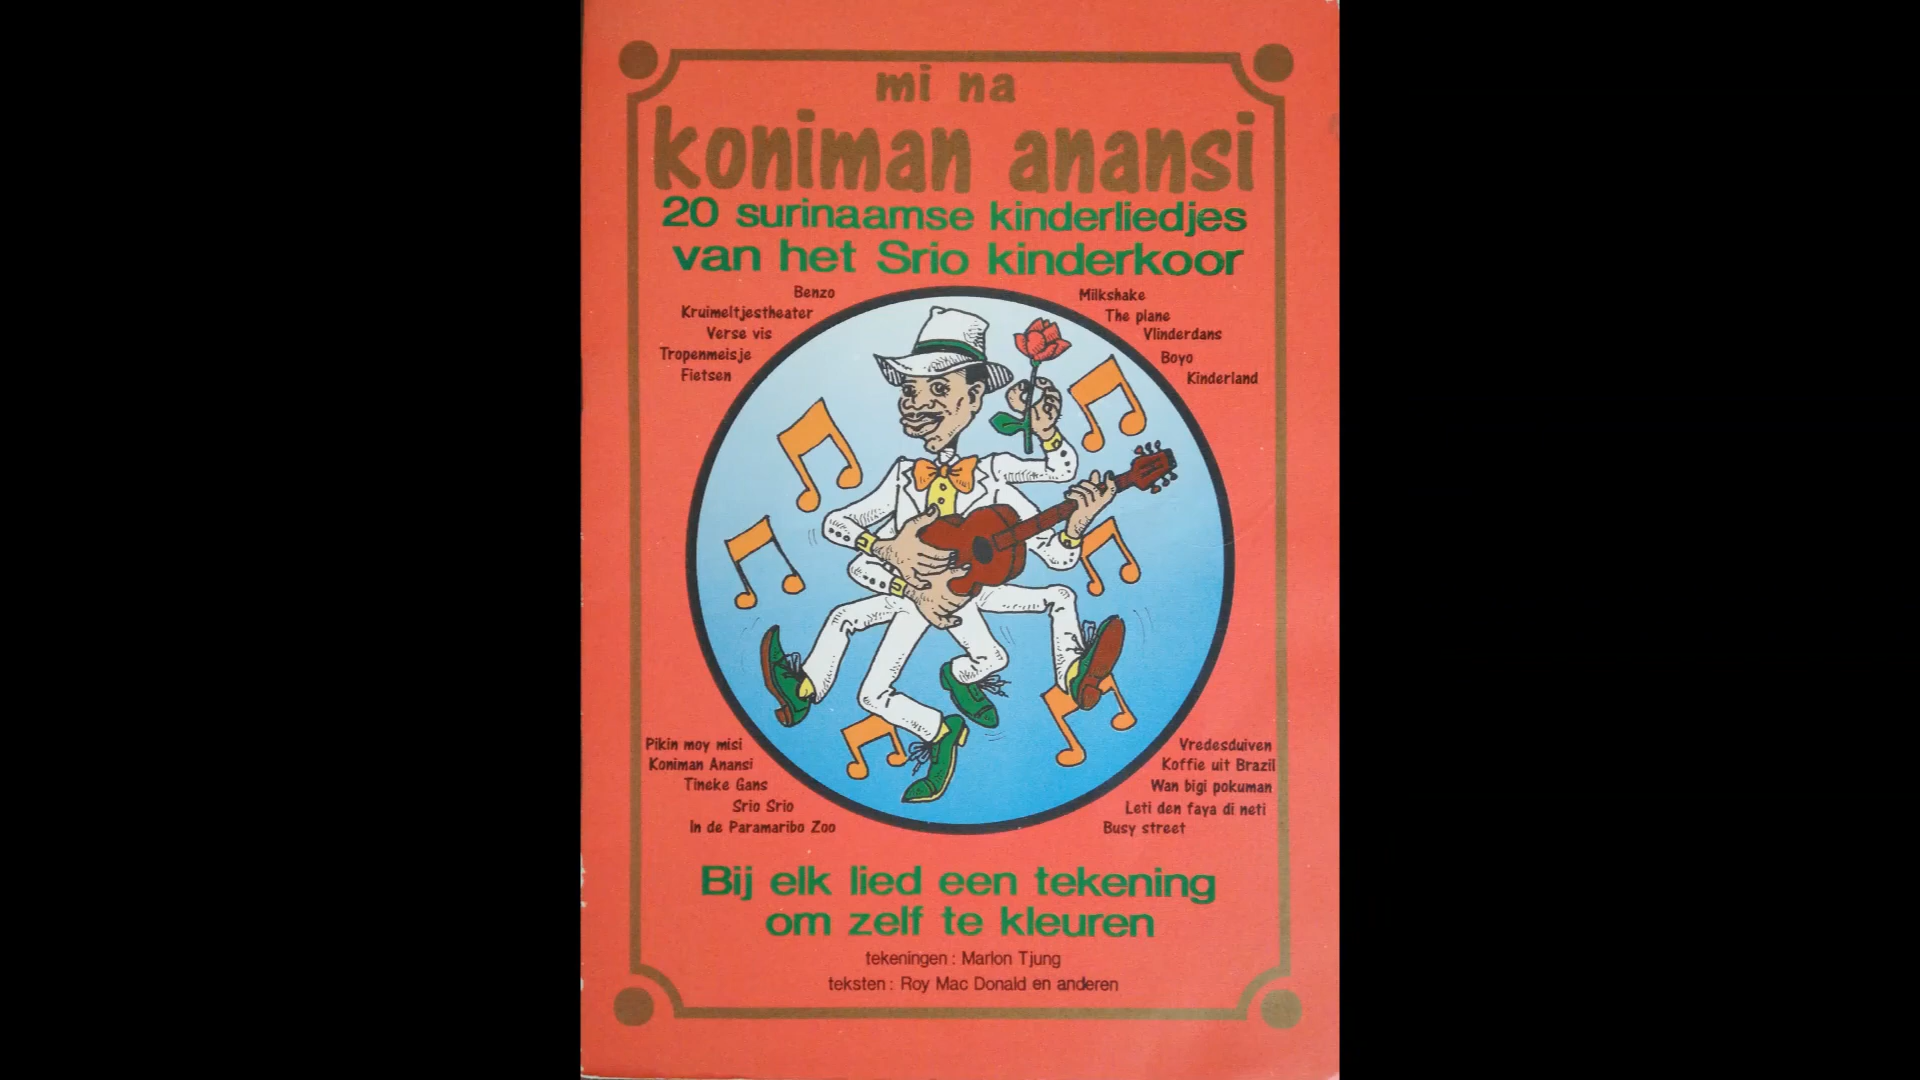 mi na
koniman anansi
20 surinaamse kinderliedjes
van het Srio kinderkoor
Benzo
Kruimeltjestheater
Verse vis
Tropenmeisje
Fietsen
Milkshake
The plane
Vlinderdans
Boyo
Kinderland
Pikin moy misi
Koniman Anansi
Tineke Gans
Srio Srio
In de Paramaribo Zoo
Vredesduiven
Koffie uit Brazil
Wan bigi pokuman
Leti den faya di neti
Busy street
Bij elk lied een tekening
om zelf te kleuren
tekeningen : Marlon Tjung
teksten : Roy Mac Donald en anderen